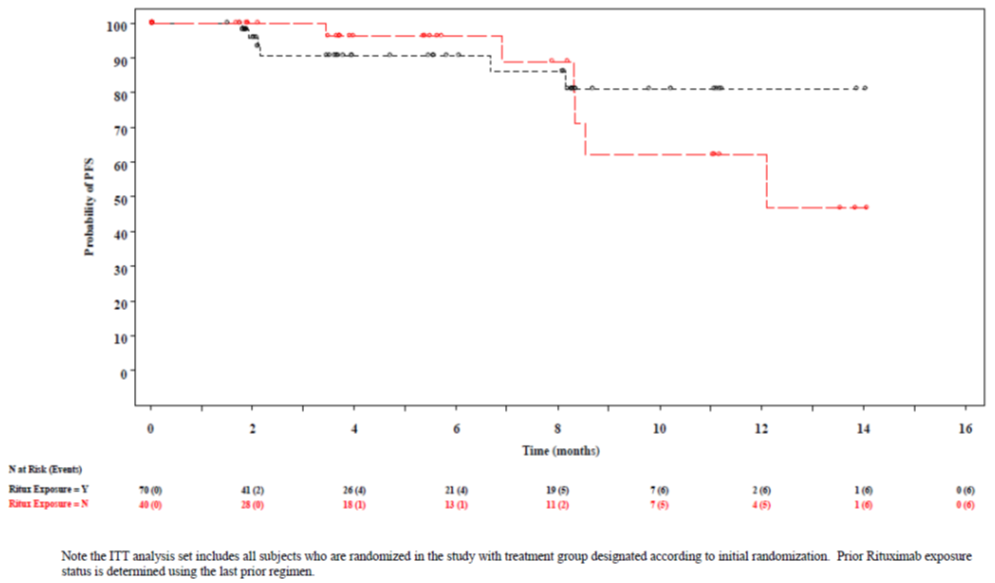 100
90
80
70
60
50
40
30
20
10
0
Probability of PFS
0 2 4 6 8 10 12 14 16
Time (months)
N at Risk (Events)
Ritux Exposure = Y 70 (0) 41 (2) 26 (4) 21 (4) 19 (5) 7 (6) 2 (6) 1 (6) 0 (6)
Ritux Exposure = N 40 (0) 28 (0) 18 (1) 13 (1) 11 (2) 7 (5) 4 (5) 1 (6) 0 (6)
Note the ITT analysis set includes all subjects who are randomized in the study with treatment group designated according to initial randomization. Prior Rituximab exposure
status is determined using the last prior regimen.